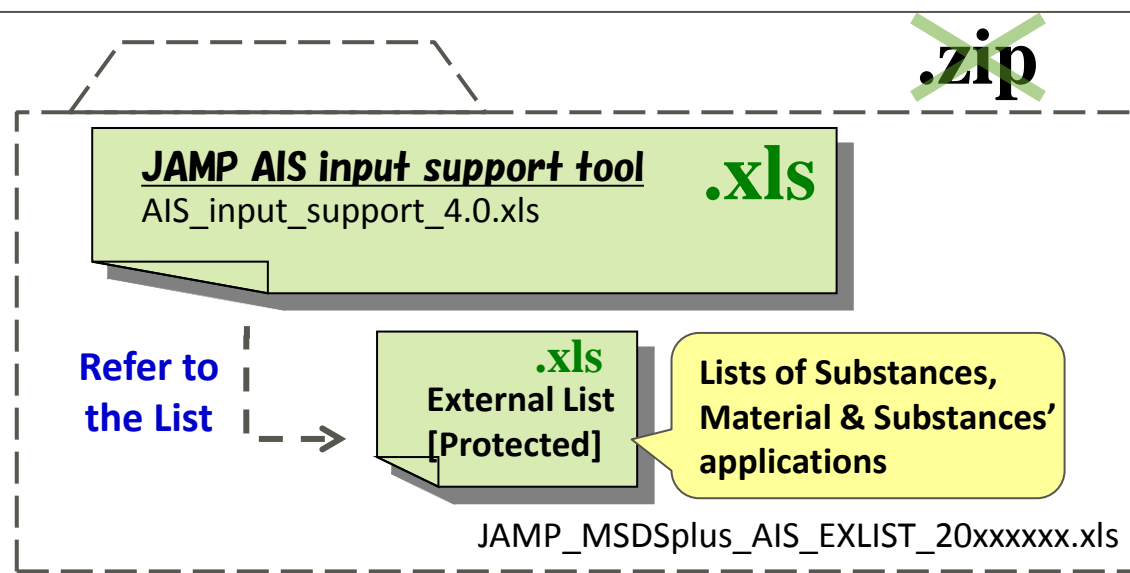 .zip
JAMP AIS input support tool
.xls
AIS_input_support_4.0.xls
Refer to
the List
.xls
External List
[Protected]
Lists of Substances,
Material & Substances’
applications
JAMP_MSDSplus_AIS_EXLIST_20xxxxxx.xls